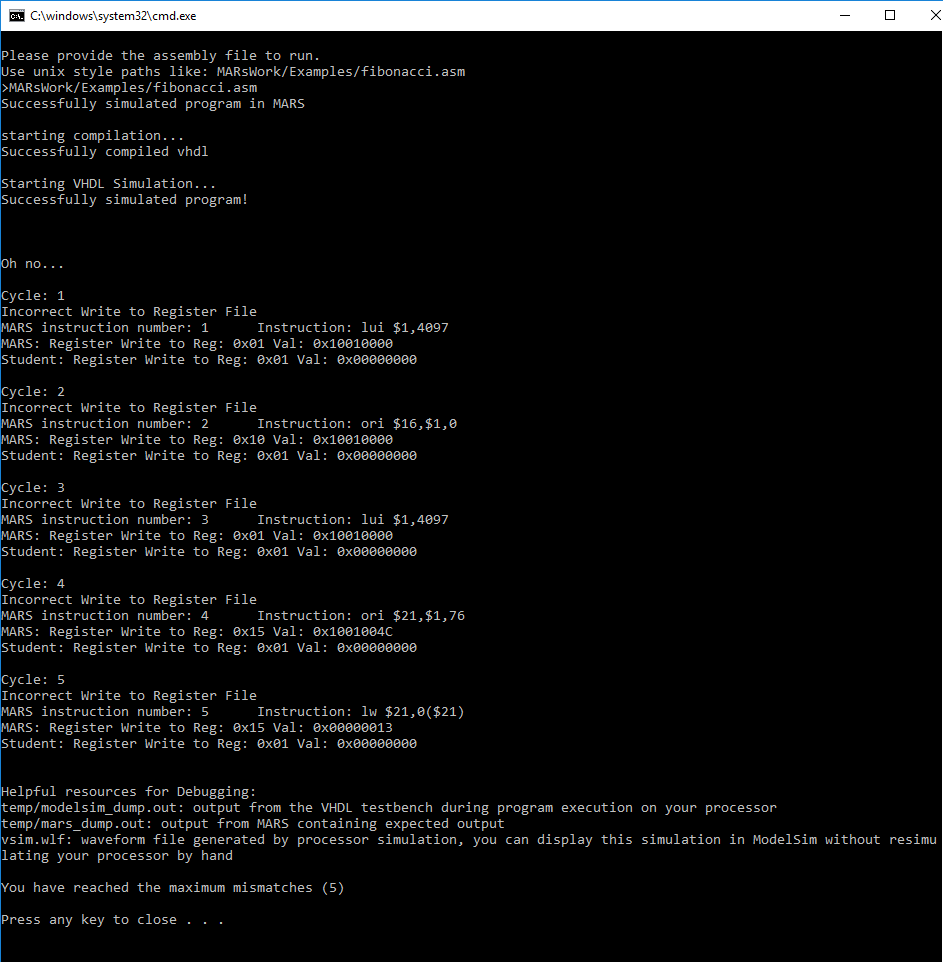 C:\windows\system32\cmd.exe
Please provide the assembly file to run.
Use unix style paths like: MARsWork/Examples/fibonacci.asm
>MARsWork/Examples/fibonacci.asm
Successfully simulated program in MARS
starting compilation...
Successfully compiled vhdl
Starting VHDL Simulation...
Successfully simulated program!
Oh no...
Cycle: 1
Incorrect Write to Register File
MARS instruction number: 1      Instruction: lui $1,4097
MARS: Register Write to Reg: 0x01 Val: 0x10010000
Student: Register Write to Reg: 0x01 Val: 0x00000000
Cycle: 2
Incorrect Write to Register File
MARS instruction number: 2      Instruction: ori $16,$1,0
MARS: Register Write to Reg: 0x10 Val: 0x10010000
Student: Register Write to Reg: 0x01 Val: 0x00000000
Cycle: 3
Incorrect Write to Register File
MARS instruction number: 3      Instruction: lui $1,4097
MARS: Register Write to Reg: 0x01 Val: 0x10010000
Student: Register Write to Reg: 0x01 Val: 0x00000000
Cycle: 4
Incorrect Write to Register File
MARS instruction number: 4      Instruction: ori $21,$1,76
MARS: Register Write to Reg: 0x15 Val: 0x1001004C
Student: Register Write to Reg: 0x01 Val: 0x00000000
Cycle: 5
Incorrect Write to Register File
MARS instruction number: 5      Instruction: lw $21,0($21)
MARS: Register Write to Reg: 0x15 Val: 0x00000013
Student: Register Write to Reg: 0x01 Val: 0x00000000
Helpful resources for Debugging:
temp/modelsim_dump.out: output from the VHDL testbench during program execution on your processor
temp/mars_dump.out: output from MARS containing expected output
vsim.wlf: waveform file generated by processor simulation, you can display this simulation in ModelSim without resimu
lating your processor by hand
You have reached the maximum mismatches (5)
Press any key to close . . .